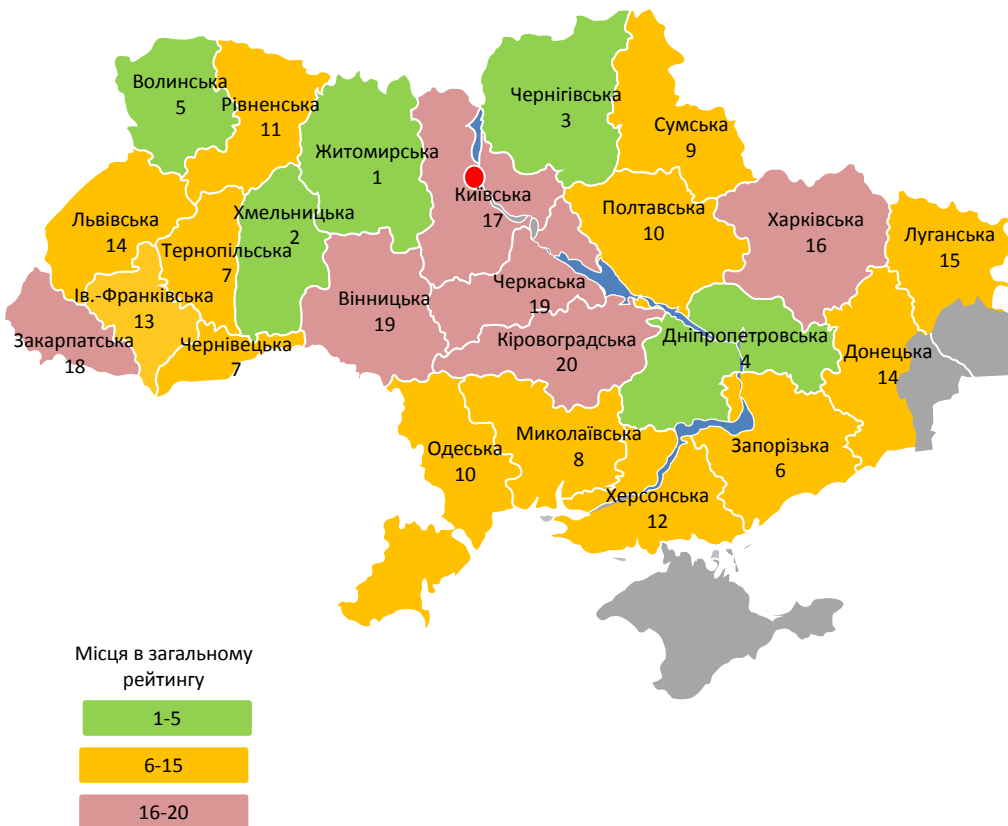 Волинська
5
Рівненська
11
Житомирська
1
Чернігівська
3
Сумська
9
Київська
17
Львівська
14
Тернопільська
7
Хмельницька
2
Полтавська
10
Харківська
16
Луганська
15
Ів.-Франківська
13
Вінницька
19
Черкаська
19
Закарпатська
18
Чернівецька
7
Кіровоградська
20
Дніпропетровська
4
Донецька
14
Одеська
10
Миколаївська
8
Запорізька
6
Херсонська
12
Місця в загальному
рейтингу
1-5
6-15
16-20